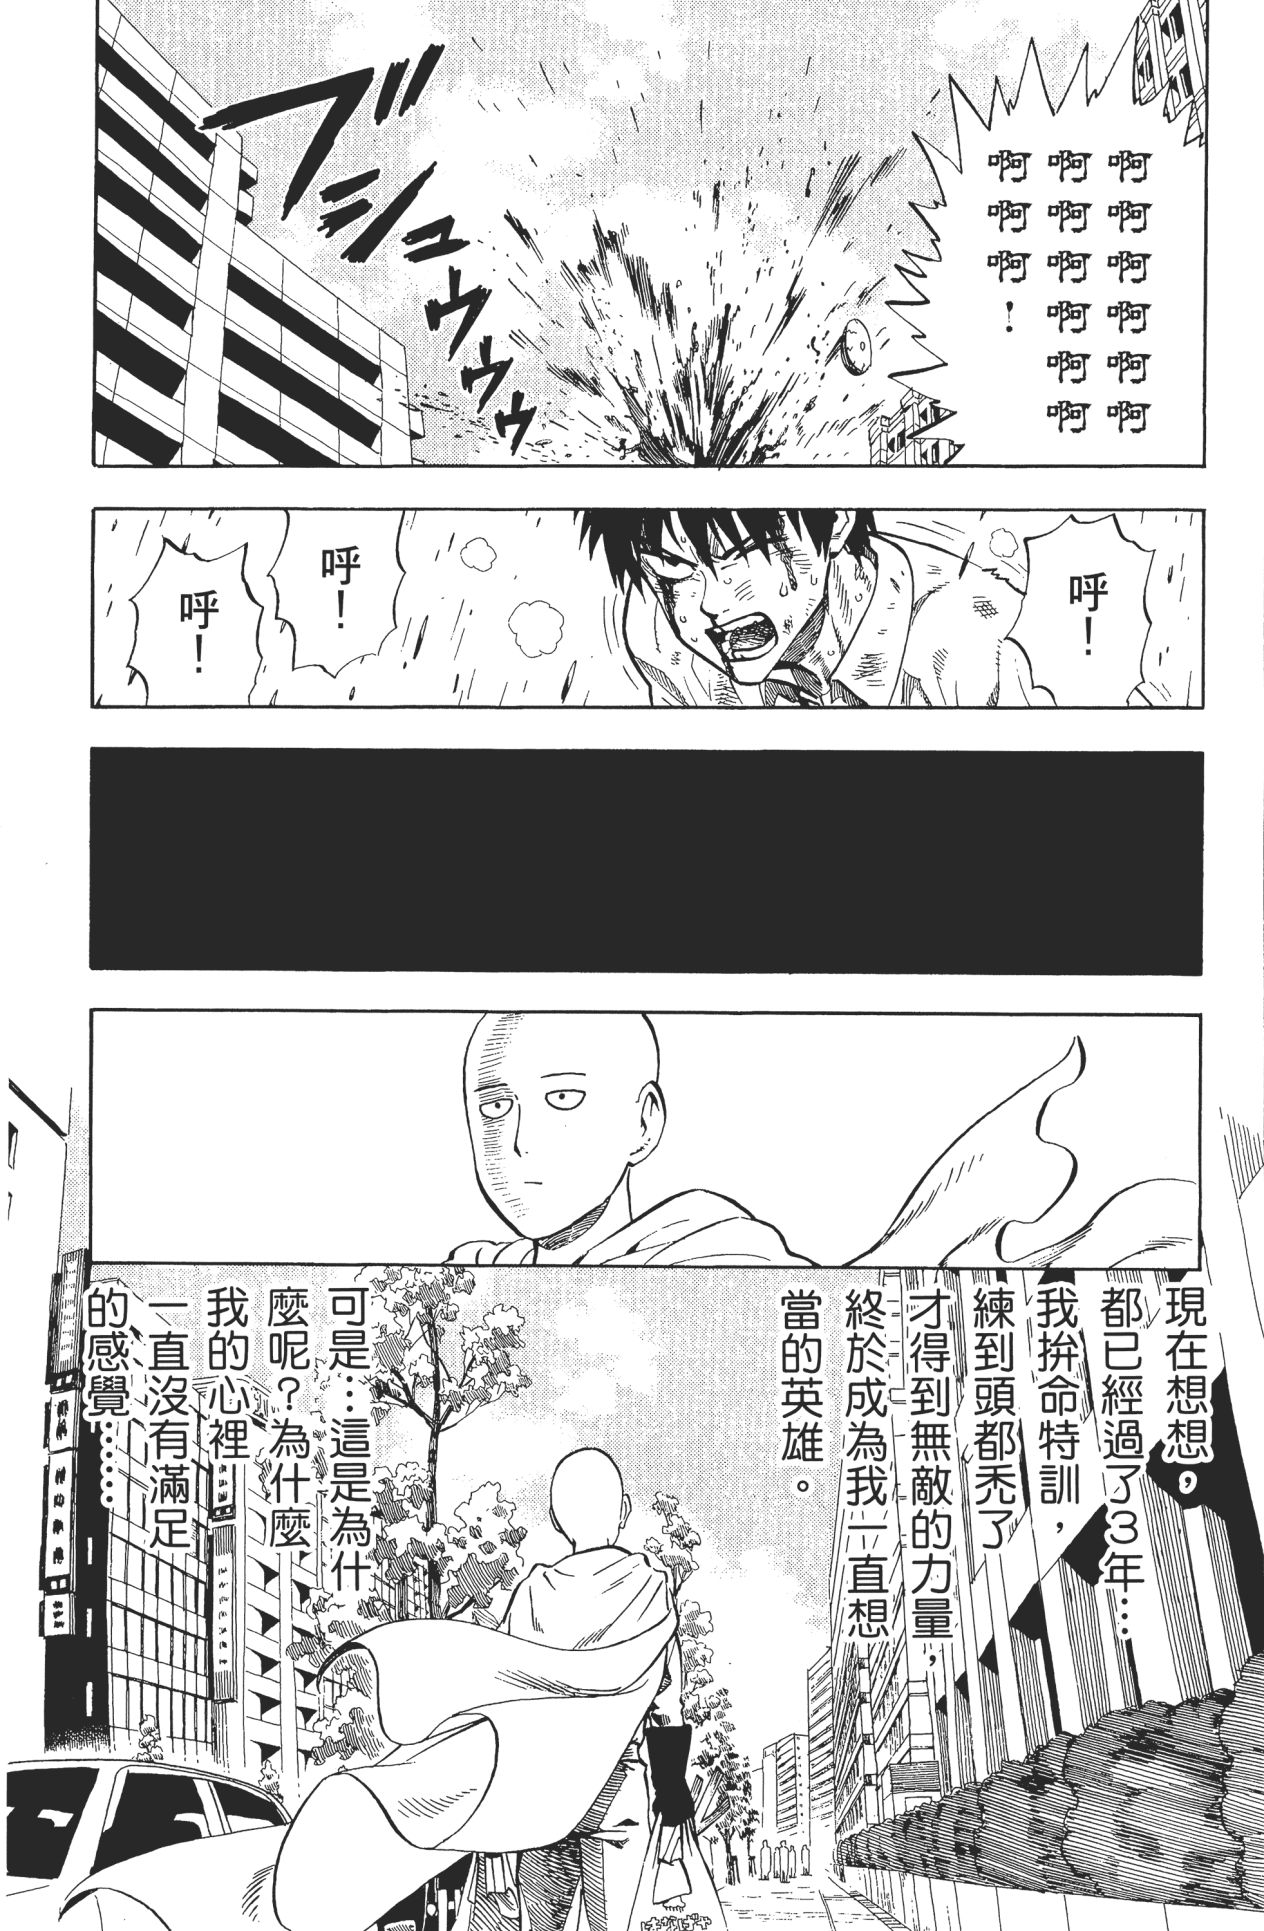 啊啊啊啊啊啊
啊啊啊啊啊啊
啊啊啊！
ブシュウウゥ
呼！
呼！
呼！
現在想想，
都已經過了3年…
我拚命特訓，
練到頭都禿了
才得到無敵的力量，
終於成為我一直想
當的英雄。
可是…這是為什
麼呢？為什麼
我的心裡
一直沒有滿足
的感覺……